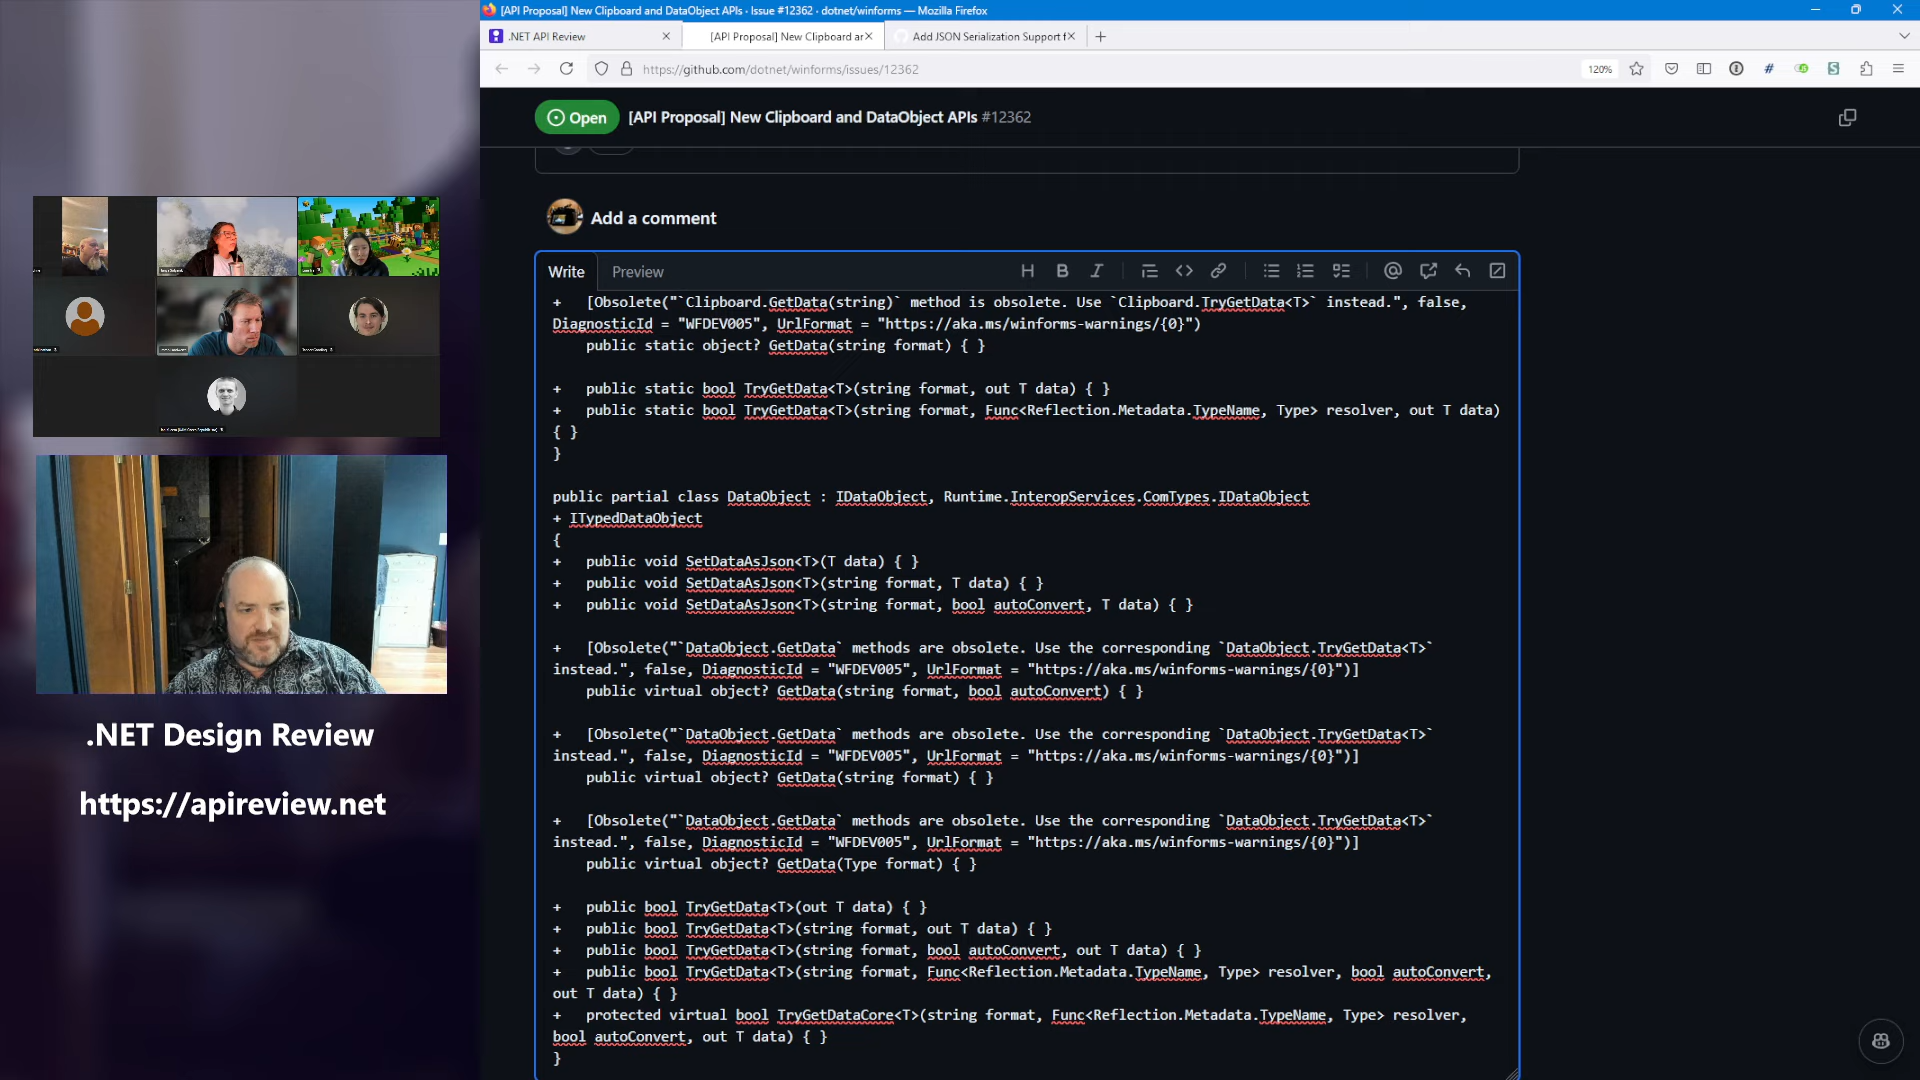 [API Proposal] New Clipboard and DataObject APIs · Issue #12362 · dotnet/winforms — Mozilla Firefox
.NET API Review
[API Proposal] New Clipboard ar
Add JSON Serialization Support f
https://github.com/dotnet/winforms/issues/12362
120%
Open
[API Proposal] New Clipboard and DataObject APIs #12362
Add a comment
Write
Preview
+   [Obsolete("`Clipboard.GetData(string)` method is obsolete. Use `Clipboard.TryGetData<T>` instead.", false,
DiagnosticId = "WFDEV005", UrlFormat = "https://aka.ms/winforms-warnings/{0}")
    public static object? GetData(string format) { }
+   public static bool TryGetData<T>(string format, out T data) { }
+   public static bool TryGetData<T>(string format, Func<Reflection.Metadata.TypeName, Type> resolver, out T data)
{ }
}
public partial class DataObject : IDataObject, Runtime.InteropServices.ComTypes.IDataObject
+ ITypedDataObject
{
+   public void SetDataAsJson<T>(T data) { }
+   public void SetDataAsJson<T>(string format, T data) { }
+   public void SetDataAsJson<T>(string format, bool autoConvert, T data) { }
+   [Obsolete("`DataObject.GetData` methods are obsolete. Use the corresponding `DataObject.TryGetData<T>`
instead.", false, DiagnosticId = "WFDEV005", UrlFormat = "https://aka.ms/winforms-warnings/{0}")]
    public virtual object? GetData(string format, bool autoConvert) { }
+   [Obsolete("`DataObject.GetData` methods are obsolete. Use the corresponding `DataObject.TryGetData<T>`
instead.", false, DiagnosticId = "WFDEV005", UrlFormat = "https://aka.ms/winforms-warnings/{0}")]
    public virtual object? GetData(string format) { }
+   [Obsolete("`DataObject.GetData` methods are obsolete. Use the corresponding `DataObject.TryGetData<T>`
instead.", false, DiagnosticId = "WFDEV005", UrlFormat = "https://aka.ms/winforms-warnings/{0}")]
    public virtual object? GetData(Type format) { }
+   public bool TryGetData<T>(out T data) { }
+   public bool TryGetData<T>(string format, out T data) { }
+   public bool TryGetData<T>(string format, bool autoConvert, out T data) { }
+   public bool TryGetData<T>(string format, Func<Reflection.Metadata.TypeName, Type> resolver, bool autoConvert,
out T data) { }
+   protected virtual bool TryGetDataCore<T>(string format, Func<Reflection.Metadata.TypeName, Type> resolver,
bool autoConvert, out T data) { }
}
.NET Design Review
https://apireview.net